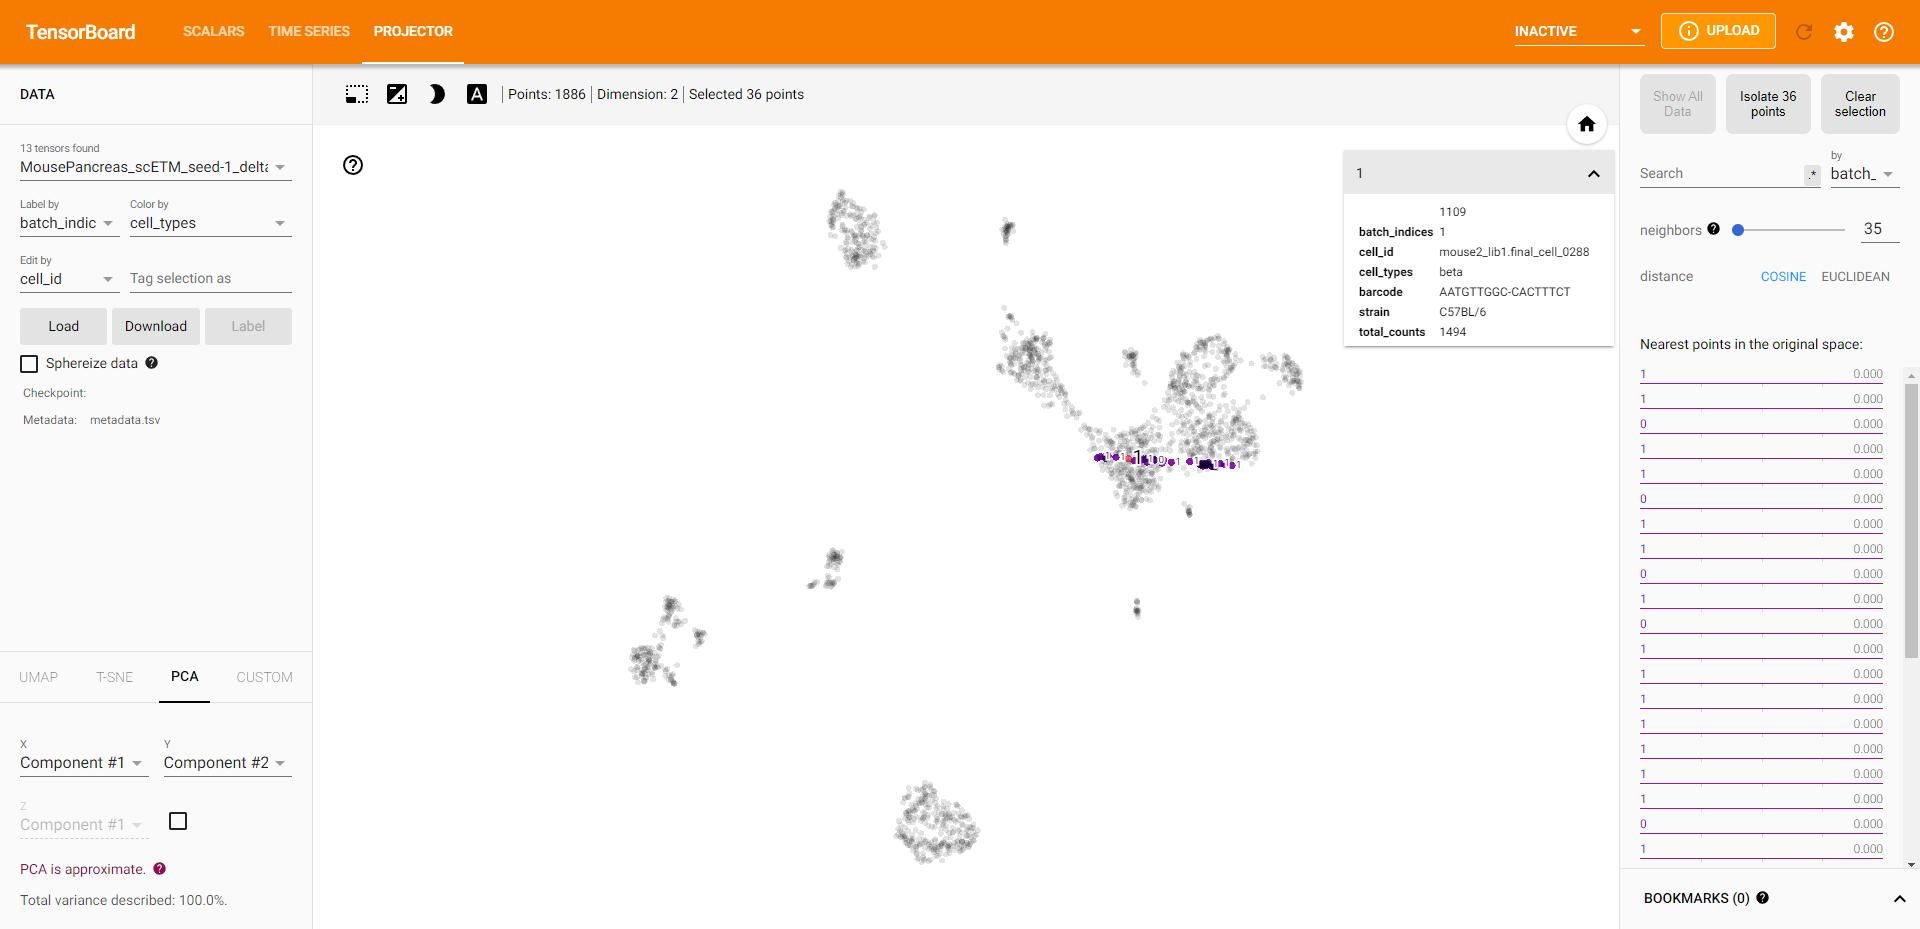 TensorBoard SCALARS TIME SERIES PROJECTOR INACTIVE UPLOAD
DATA
13 tensors found
MousePancreas_scETM_seed-1_delta
Label by Color by
batch_indic cell_types
Edit by
cell_id Tag selection as
Load Download Label
Sphereize data
Checkpoint:
Metadata: metadata.tsv
UMAP T-SNE PCA CUSTOM
X Y
Component #1 Component #2
Z
Component #1
PCA is approximate.
Total variance described: 100.0%.
A Points: 1886 Dimension: 2 Selected 36 points
1
1109
batch_indices 1
cell_id mouse2_lib1.final_cell_0288
cell_types beta
barcode AATGTTGGC-CACTTTCT
strain C57BL/6
total_counts 1494
1
Show All Data
Isolate 36 points
Clear selection
by
Search .* batch_
neighbors 35
distance COSINE EUCLIDEAN
Nearest points in the original space:
1 0.000
1 0.000
0 0.000
1 0.000
1 0.000
0 0.000
1 0.000
1 0.000
0 0.000
1 0.000
0 0.000
1 0.000
1 0.000
1 0.000
1 0.000
1 0.000
1 0.000
1 0.000
0 0.000
1 0.000
BOOKMARKS (0)